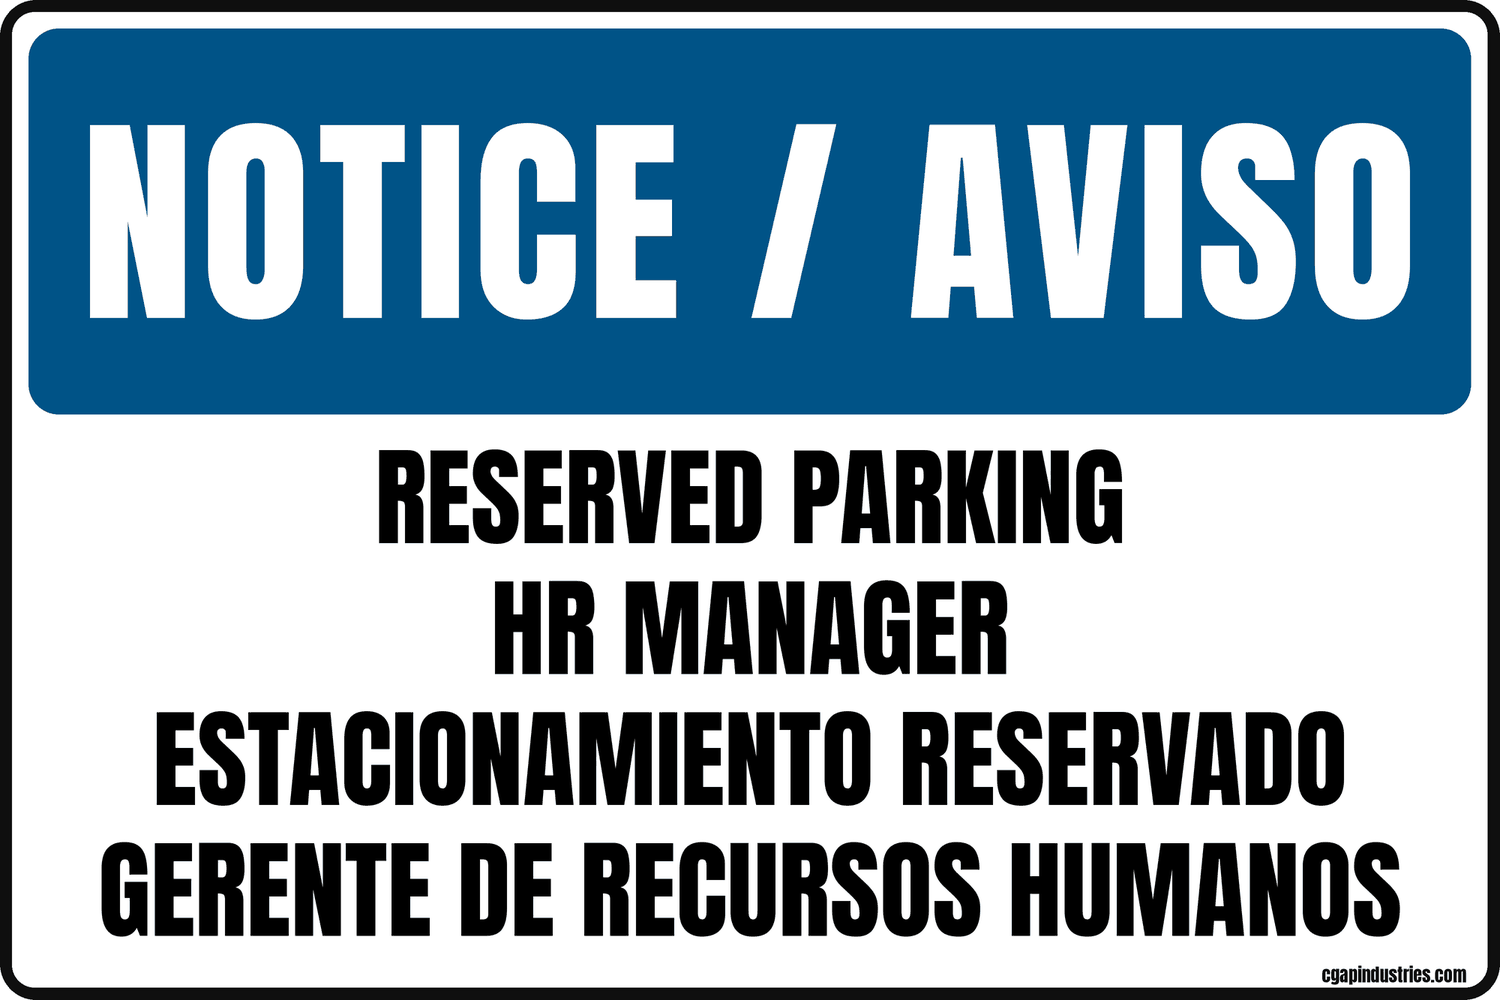 NOTICE / AVISO
RESERVED PARKING
HR MANAGER
ESTACIONAMIENTO RESERVADO
GERENTE DE RECURSOS HUMANOS
cgapindustries.com